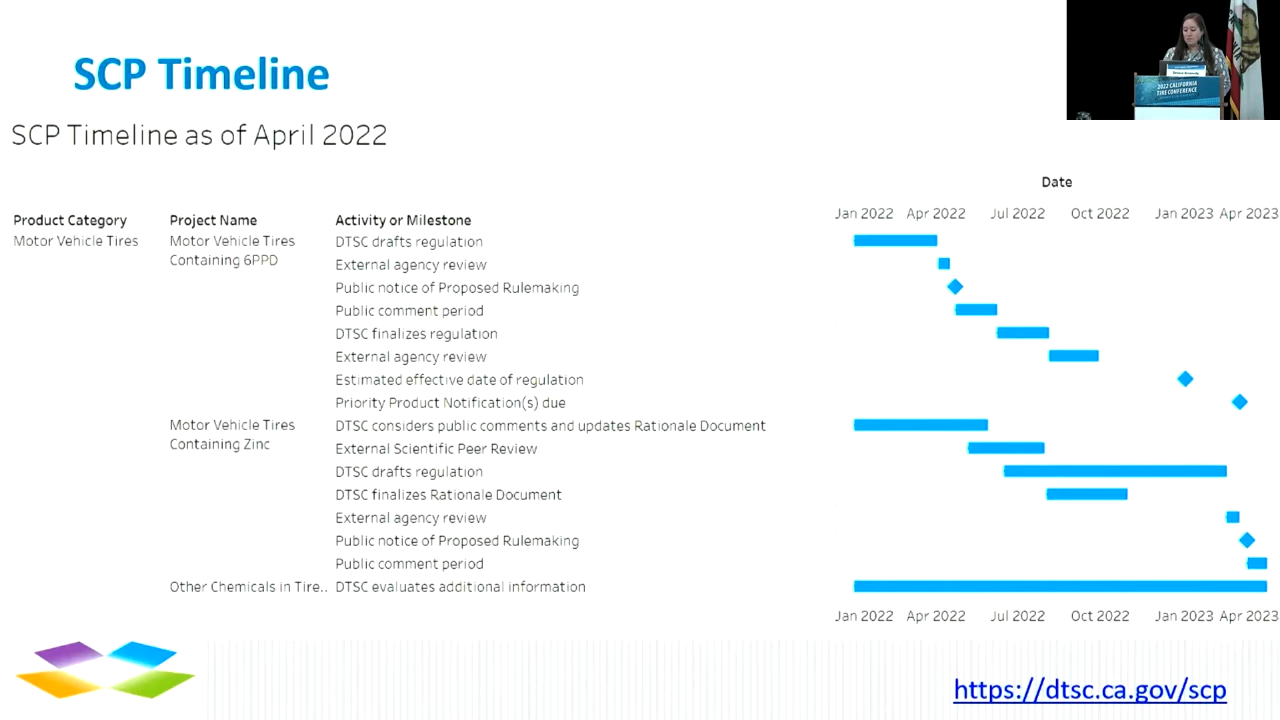 SCP Timeline
SCP Timeline as of April 2022
2022 CALIFORNIA
TIRE CONFERENCE
Date
Jan 2022 Apr 2022 Jul 2022 Oct 2022 Jan 2023 Apr 2023
Product Category Project Name Activity or Milestone
Motor Vehicle Tires Motor Vehicle Tires DTSC drafts regulation
Containing 6PPD
External agency review
Public notice of Proposed Rulemaking
Public comment period
DTSC finalizes regulation
External agency review
Estimated effective date of regulation
Priority Product Notification(s) due
Motor Vehicle Tires DTSC considers public comments and updates Rationale Document
Containing Zinc
External Scientific Peer Review
DTSC drafts regulation
DTSC finalizes Rationale Document
External agency review
Public notice of Proposed Rulemaking
Public comment period
Other Chemicals in Tire.. DTSC evaluates additional information
Jan 2022 Apr 2022 Jul 2022 Oct 2022 Jan 2023 Apr 2023
https://dtsc.ca.gov/scp